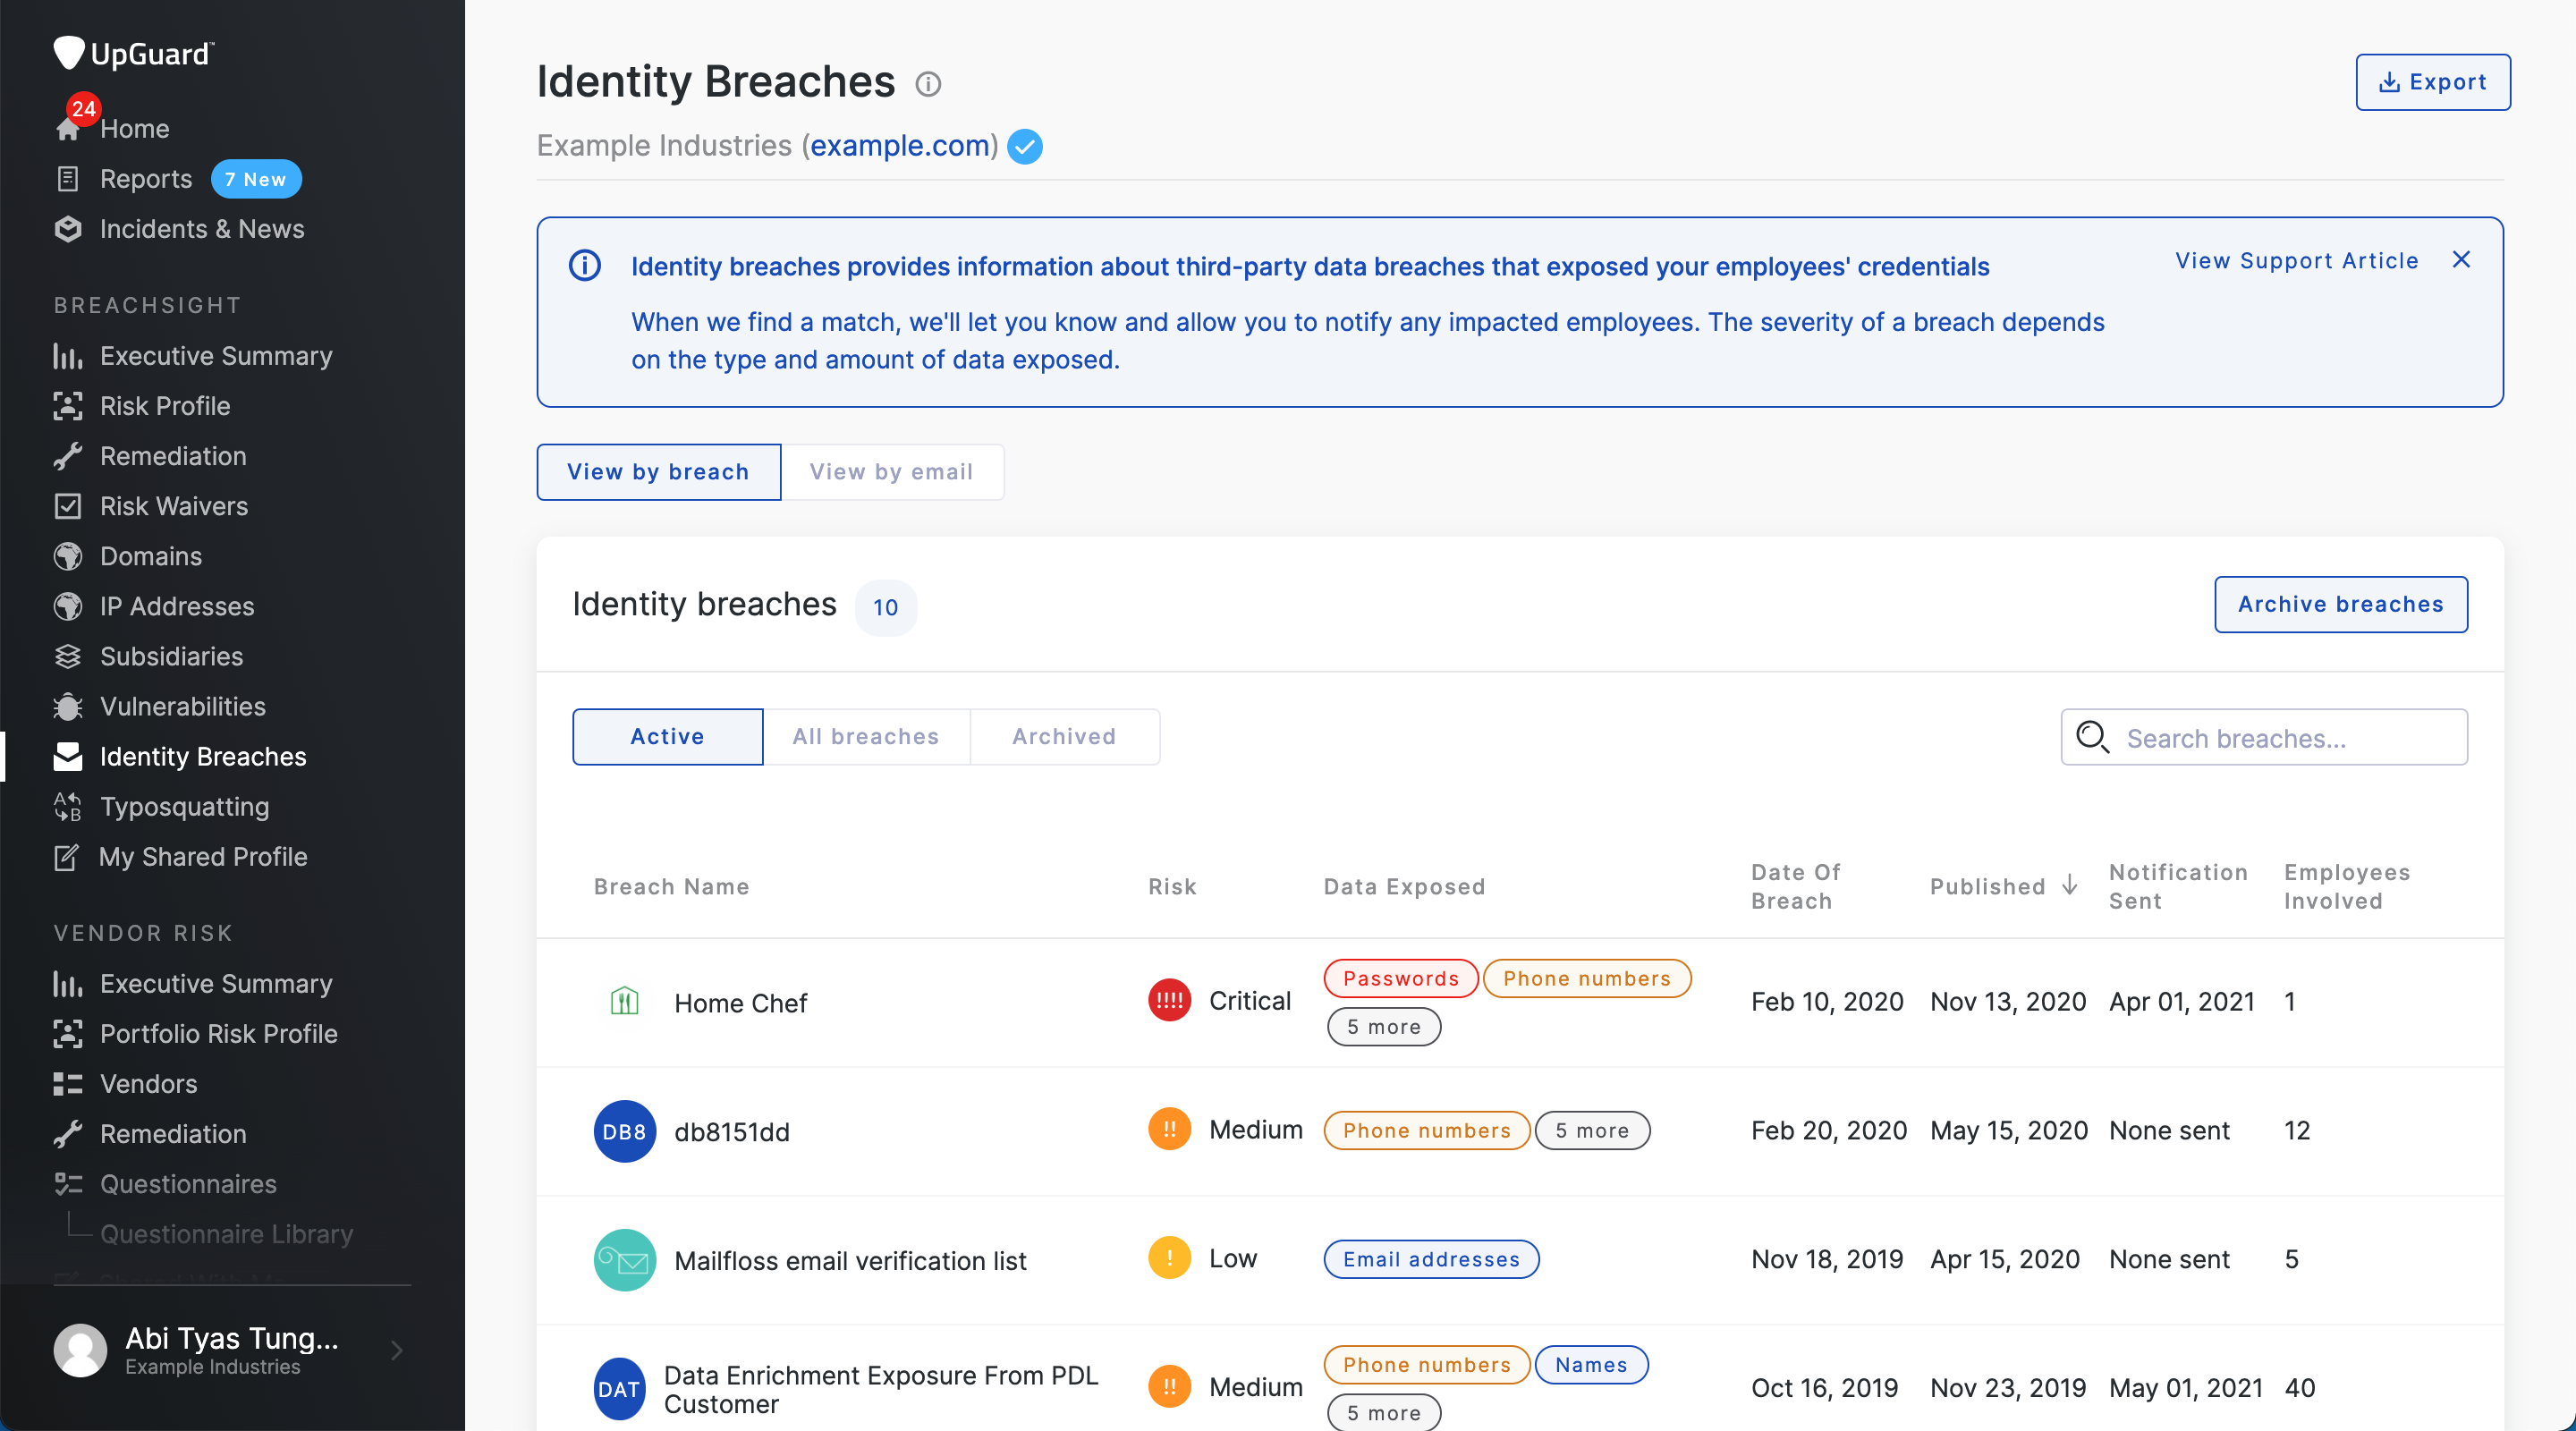 UpGuard™
24
Home
Reports 7 New
Incidents & News
BREACHSIGHT
Executive Summary
Risk Profile
Remediation
Risk Waivers
Domains
IP Addresses
Subsidiaries
Vulnerabilities
Identity Breaches
Typosquatting
My Shared Profile
VENDOR RISK
Executive Summary
Portfolio Risk Profile
Vendors
Remediation
Questionnaires
Questionnaire Library
Abi Tyas Tung...
Example Industries
Identity Breaches
Export
Example Industries (example.com)
Identity breaches provides information about third-party data breaches that exposed your employees' credentials
View Support Article
When we find a match, we'll let you know and allow you to notify any impacted employees. The severity of a breach depends
on the type and amount of data exposed.
View by breach View by email
Identity breaches 10
Archive breaches
Active All breaches Archived
Search breaches...
Breach Name Risk Data Exposed Date Of Breach Published Notification Sent Employees Involved
Home Chef !!!! Critical Passwords Phone numbers 5 more Feb 10, 2020 Nov 13, 2020 Apr 01, 2021 1
DB8 db8151dd !! Medium Phone numbers 5 more Feb 20, 2020 May 15, 2020 None sent 12
Mailfloss email verification list ! Low Email addresses Nov 18, 2019 Apr 15, 2020 None sent 5
DAT Data Enrichment Exposure From PDL Customer !! Medium Phone numbers Names 5 more Oct 16, 2019 Nov 23, 2019 May 01, 2021 40